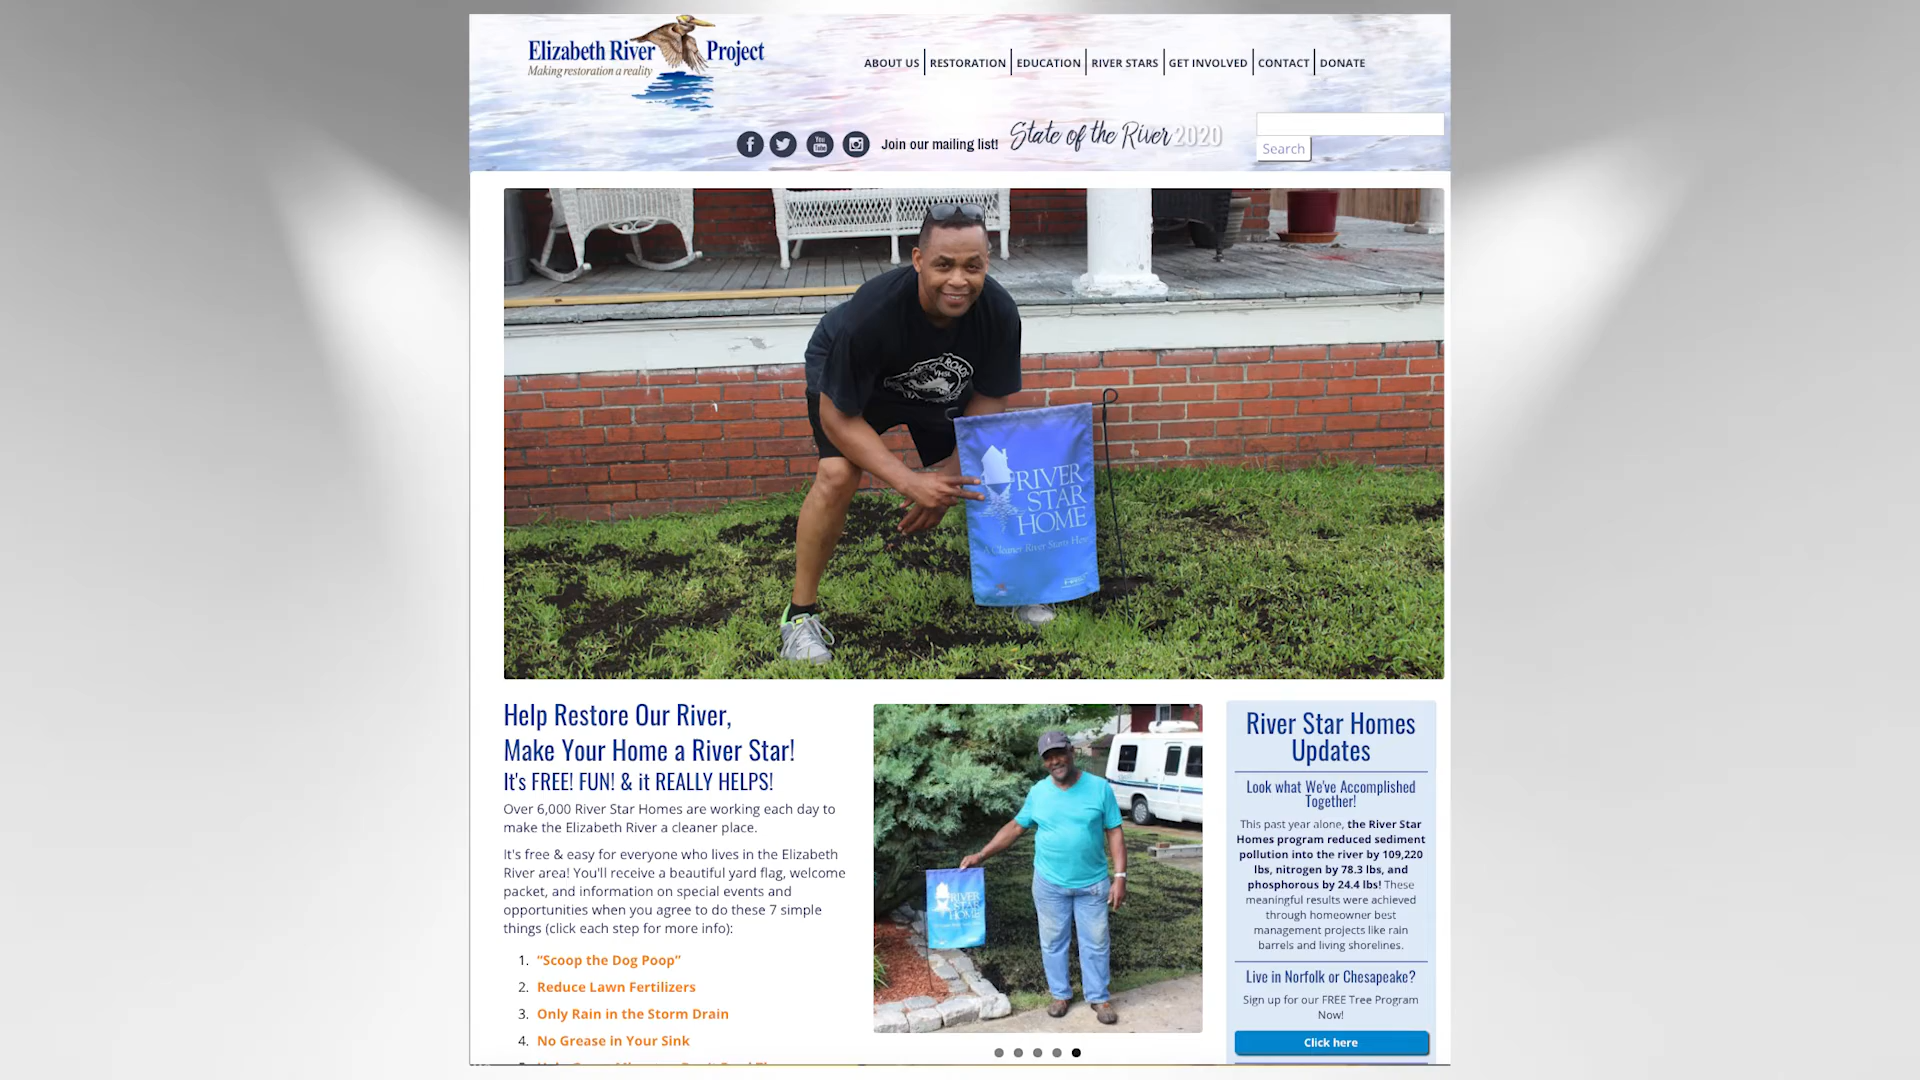 Elizabeth River Project
Making restoration a reality
ABOUT US
RESTORATION
EDUCATION
RIVER STARS
GET INVOLVED
CONTACT
DONATE
You
Tube
Join our mailing list!
State of the River 2020
Search
VHSL
RIVER
STAR
HOME
A Cleaner River Starts Here
Help Restore Our River,
Make Your Home a River Star!
It's FREE! FUN! & it REALLY HELPS!
Over 6,000 River Star Homes are working each day to
make the Elizabeth River a cleaner place.
It's free & easy for everyone who lives in the Elizabeth
River area! You'll receive a beautiful yard flag, welcome
packet, and information on special events and
opportunities when you agree to do these 7 simple
things (click each step for more info):
1. “Scoop the Dog Poop”
2. Reduce Lawn Fertilizers
3. Only Rain in the Storm Drain
4. No Grease in Your Sink
RIVER
STAR
HOME
River Star Homes
Updates
Look what We've Accomplished
Together!
This past year alone, the River Star
Homes program reduced sediment
pollution into the river by 109,220
lbs, nitrogen by 78.3 lbs, and
phosphorous by 24.4 lbs! These
meaningful results were achieved
through homeowner best
management projects like rain
barrels and living shorelines.
Live in Norfolk or Chesapeake?
Sign up for our FREE Tree Program
Now!
Click here